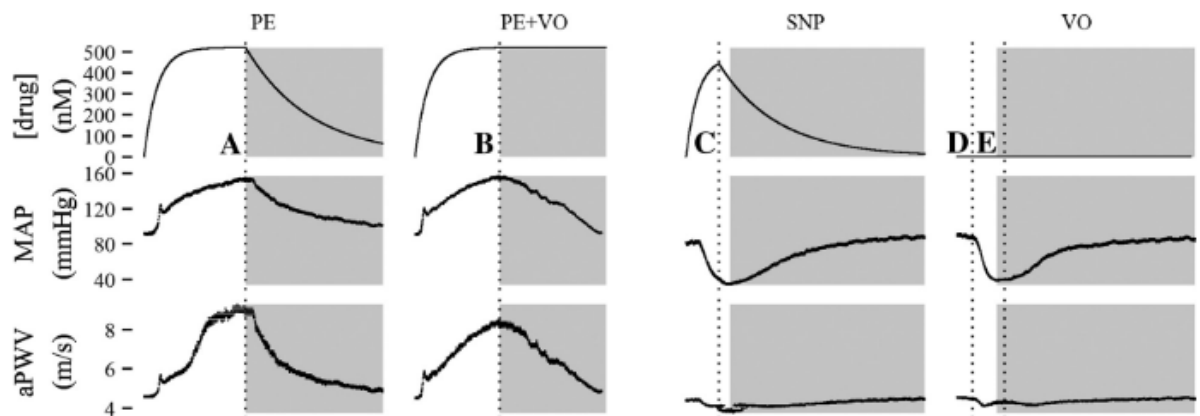 PE PE+VO SNP VO
[drug]
(nM)
500
400
300
200
100
0
A B C D E
MAP
(mmHg)
160
120
80
40
aPWV
(m/s)
8
6
4